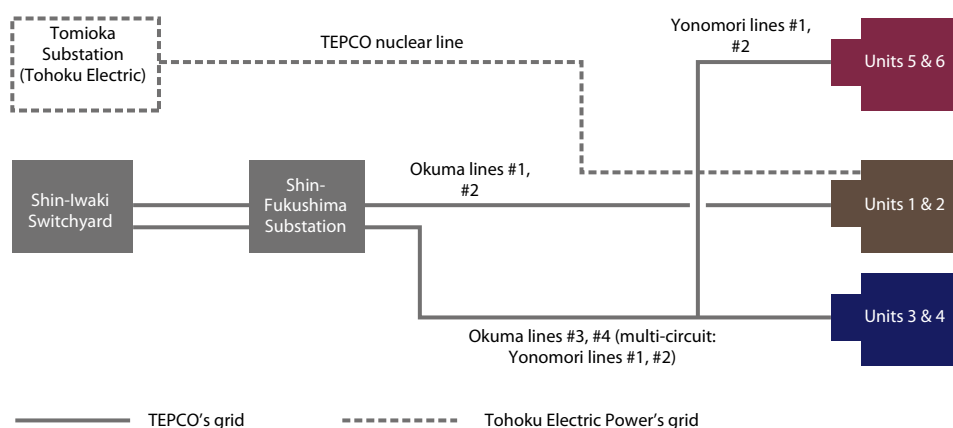 Tomioka
Substation
(Tohoku Electric)
TEPCO nuclear line
Yonomori lines #1,
#2
Units 5 & 6
Shin-Iwaki
Switchyard
Shin-
Fukushima
Substation
Okuma lines #1,
#2
Units 1 & 2
Okuma lines #3, #4 (multi-circuit:
Yonomori lines #1, #2)
Units 3 & 4
TEPCO’s grid
Tohoku Electric Power’s grid